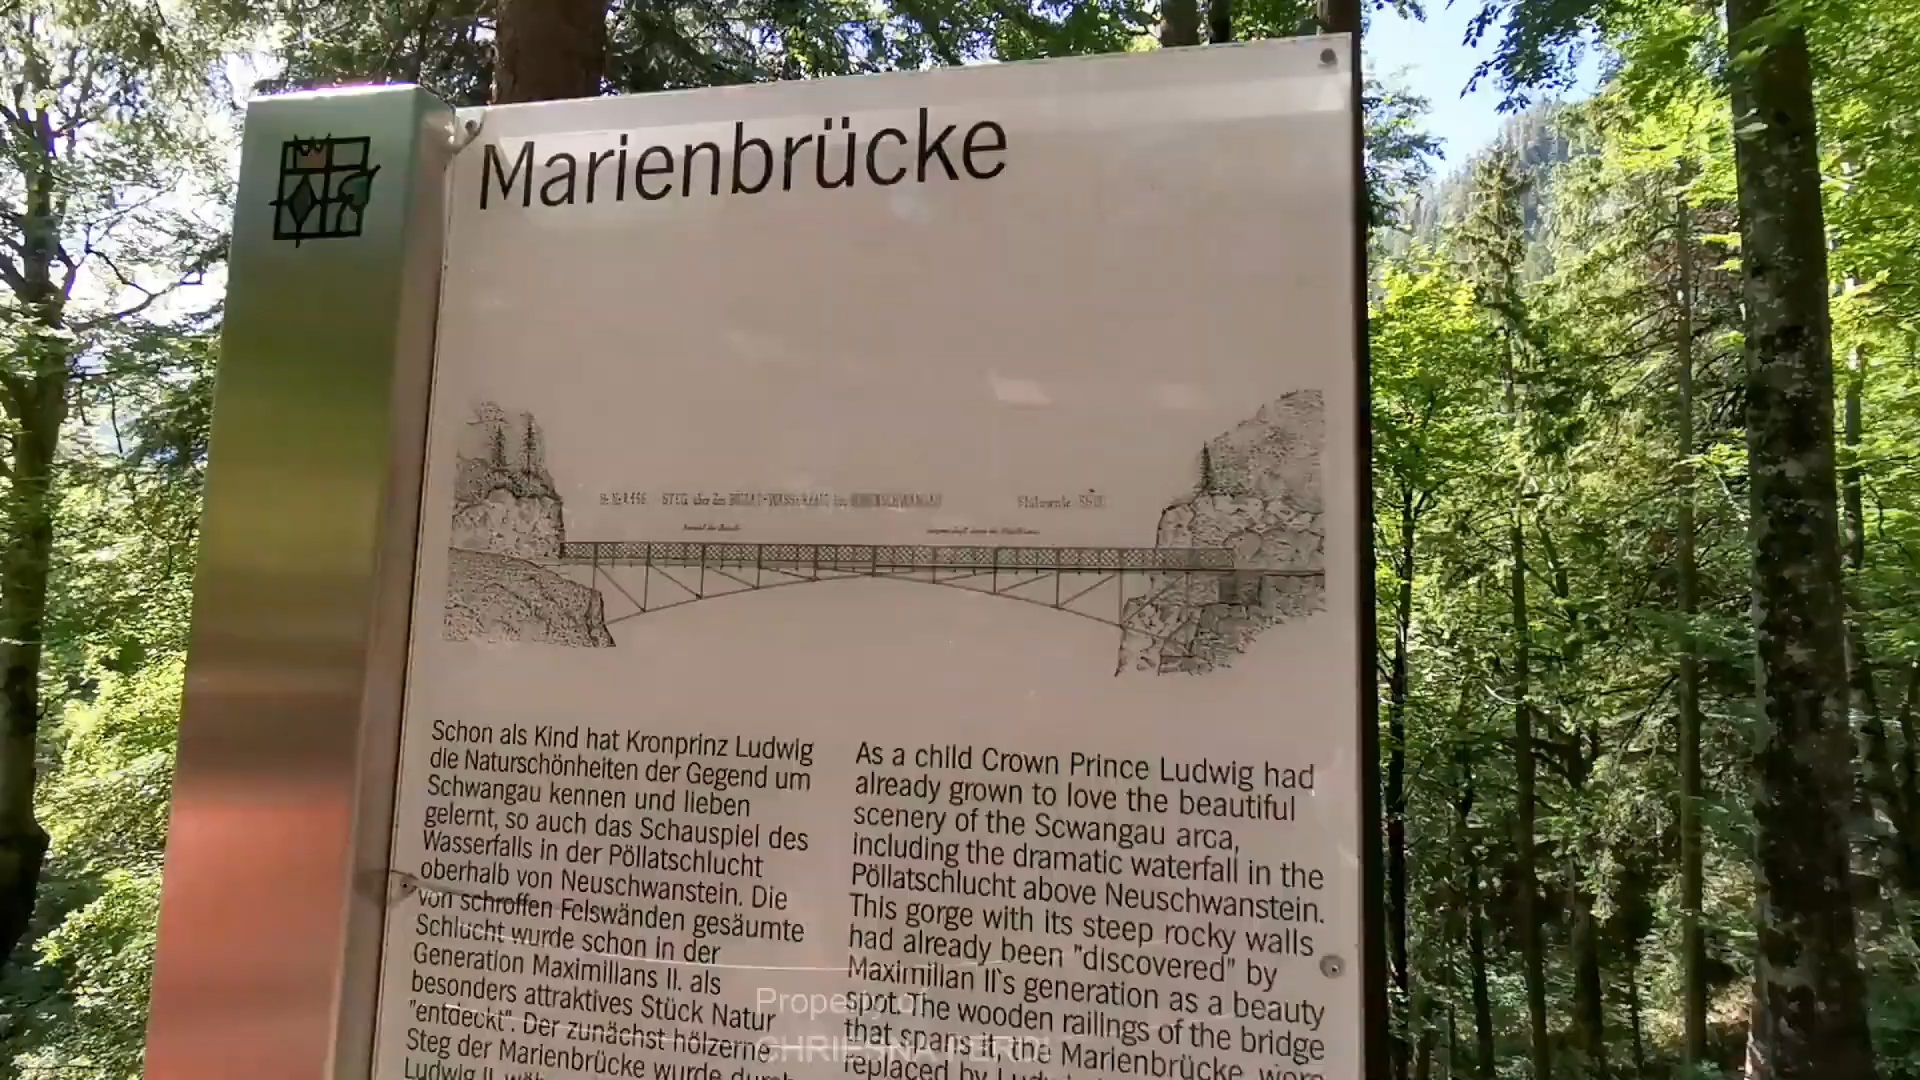 Marienbrücke
Schon als Kind hat Kronprinz Ludwig
die Naturschönheiten der Gegend um
Schwangau kennen und lieben
gelernt, so auch das Schauspiel des
Wasserfalls in der Pöllatschlucht
oberhalb von Neuschwanstein. Die
von schroffen Felswänden gesäumte
Schlucht wurde schon in der
Generation Maximilians II. als
besonders attraktives Stück Natur
"entdeckt". Der zunächst hölzerne
Steg der Marienbrücke wurde durch
Ludwig II.
As a child Crown Prince Ludwig had
already grown to love the beautiful
scenery of the Scwangau area,
including the dramatic waterfall in the
Pöllatschlucht above Neuschwanstein.
This gorge with its steep rocky walls
had already been "discovered" by
Maximilian II`s generation as a beauty
spot. The wooden railings of the bridge
that spans it, the Marienbrücke, were
replaced by
Property of